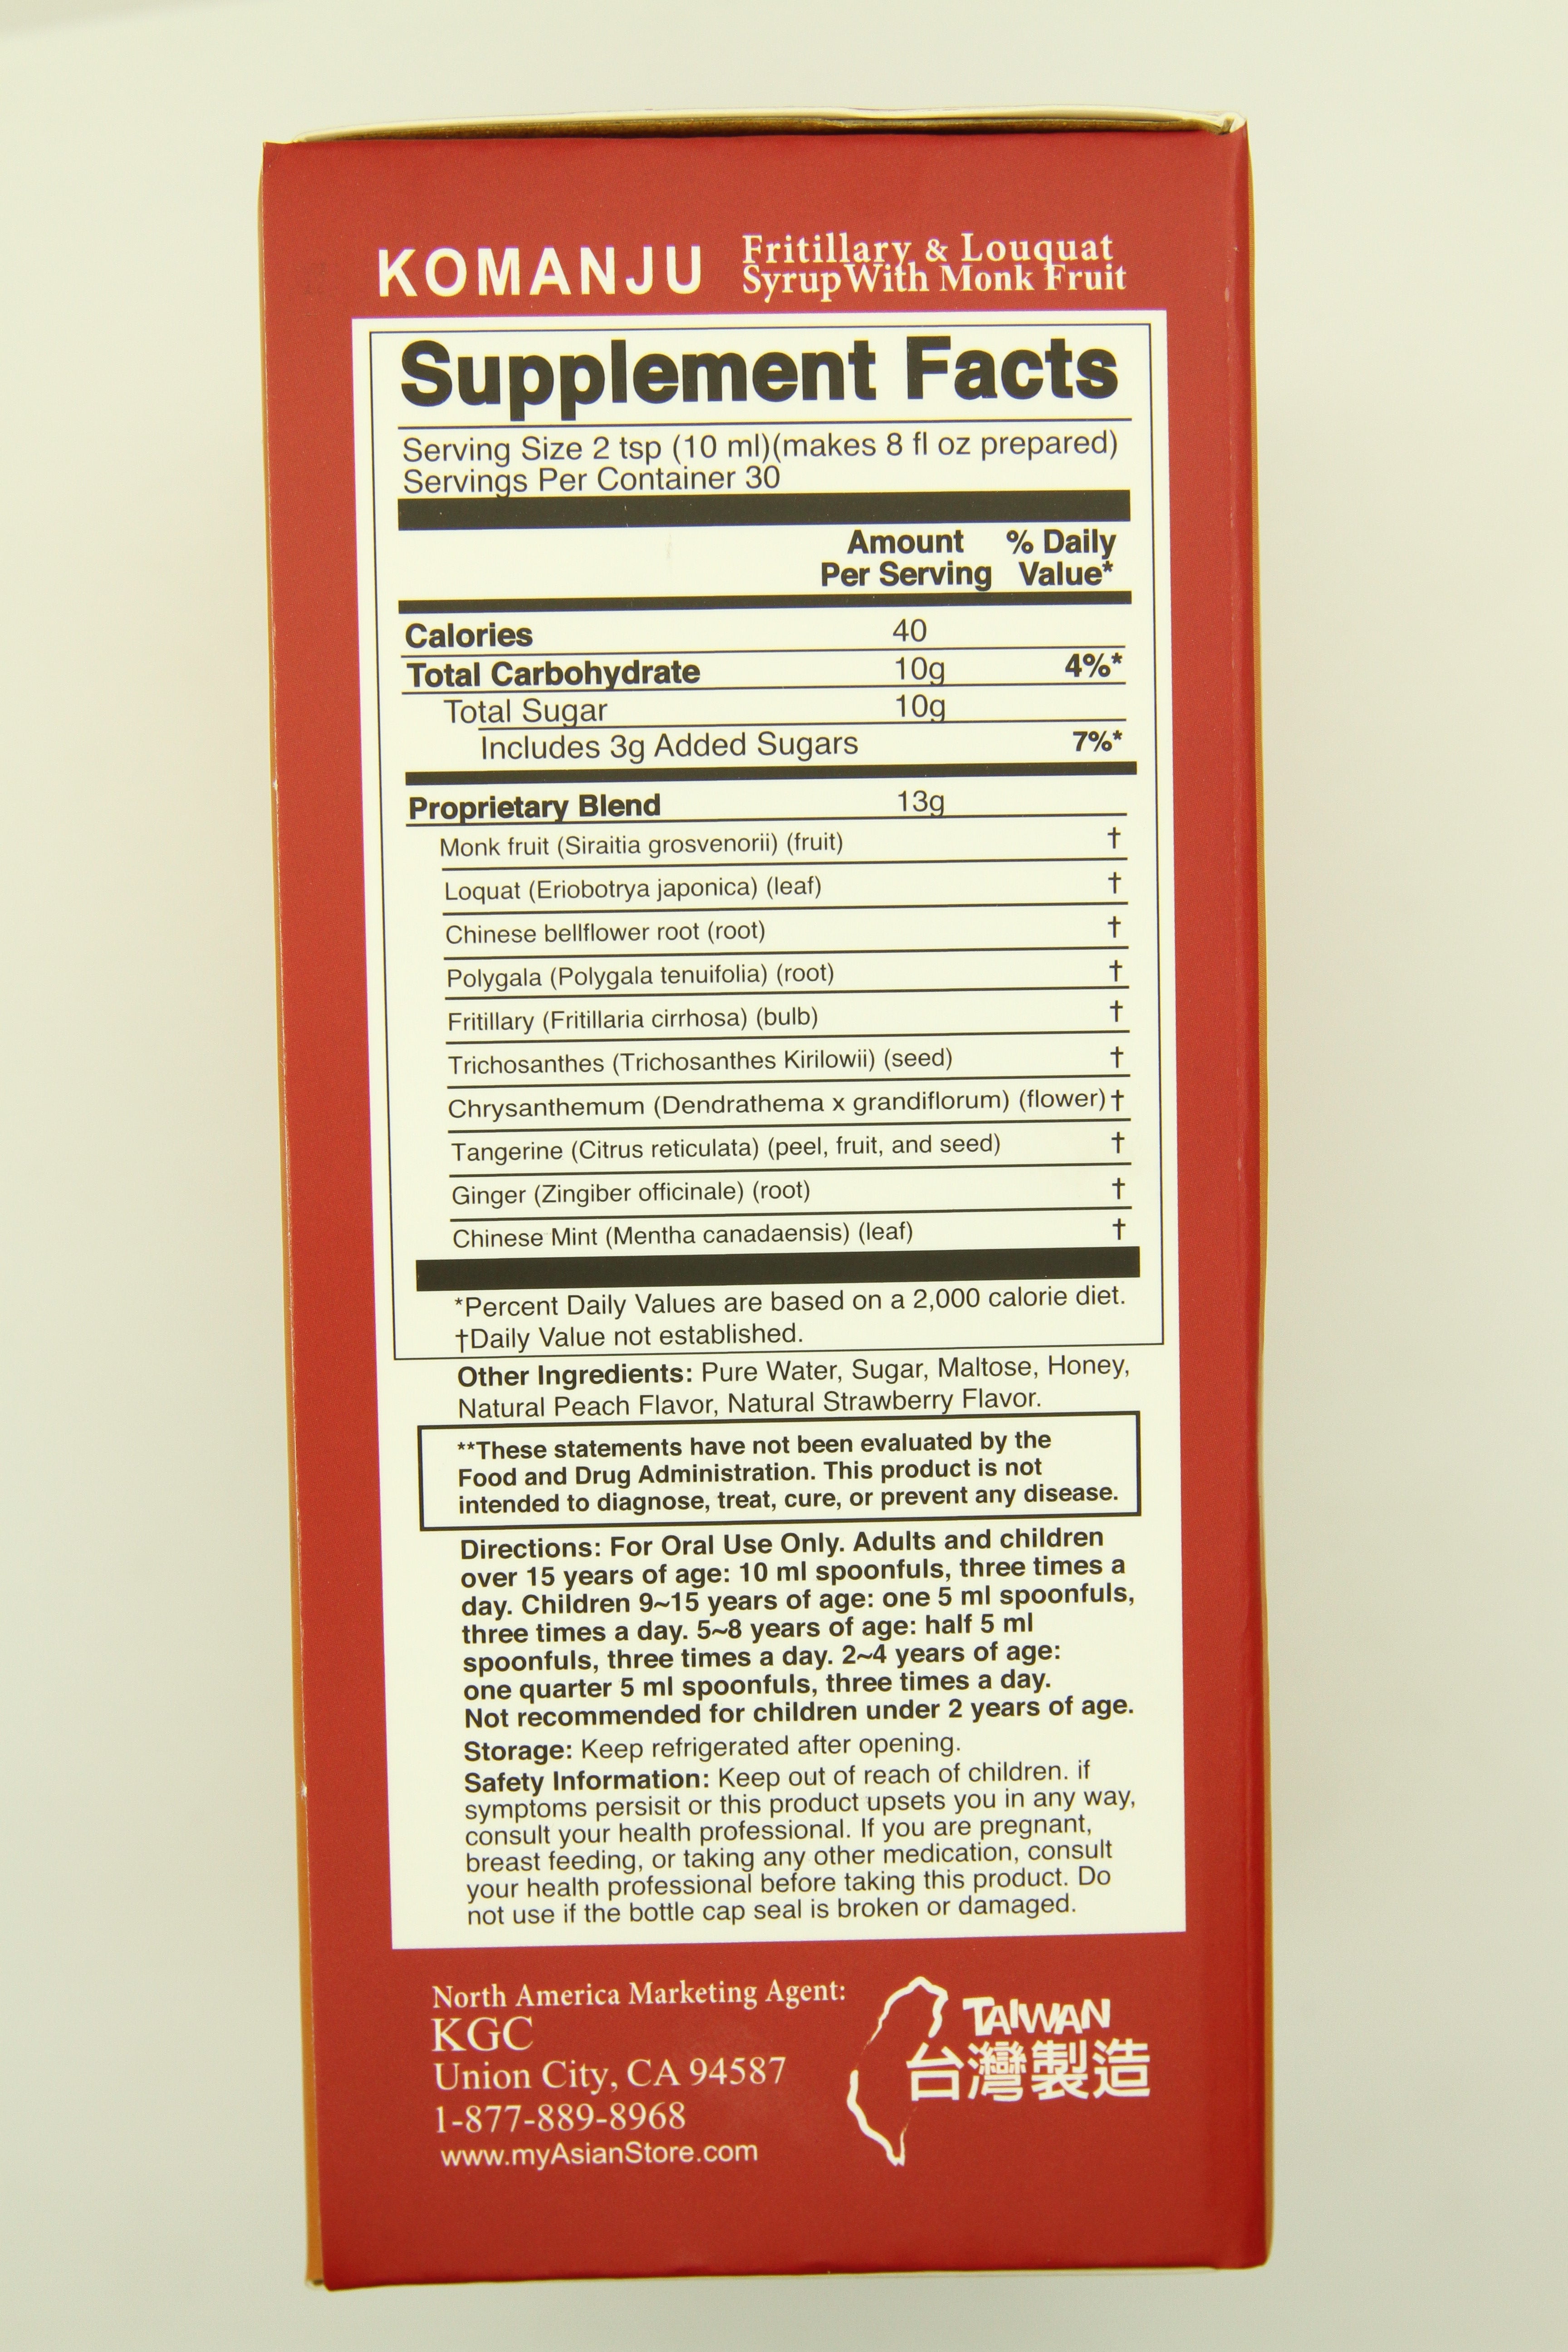 KOMANJU
Fritillary & Louquat
Syrup With Monk Fruit
Supplement Facts
Serving Size 2 tsp (10 ml)(makes 8 fl oz prepared)
Servings Per Container 30
Amount Per Serving % Daily Value*
Calories 40
Total Carbohydrate 10g 4%*
Total Sugar 10g
Includes 3g Added Sugars 7%*
Proprietary Blend 13g
Monk fruit (Siraitia grosvenorii) (fruit) †
Loquat (Eriobotrya japonica) (leaf) †
Chinese bellflower root (root) †
Polygala (Polygala tenuifolia) (root) †
Fritillary (Fritillaria cirrhosa) (bulb) †
Trichosanthes (Trichosanthes Kirilowii) (seed) †
Chrysanthemum (Dendrathema x grandiflorum) (flower) †
Tangerine (Citrus reticulata) (peel, fruit, and seed) †
Ginger (Zingiber officinale) (root) †
Chinese Mint (Mentha canadaensis) (leaf) †
*Percent Daily Values are based on a 2,000 calorie diet.
†Daily Value not established.
Other Ingredients: Pure Water, Sugar, Maltose, Honey,
Natural Peach Flavor, Natural Strawberry Flavor.
**These statements have not been evaluated by the
Food and Drug Administration. This product is not
intended to diagnose, treat, cure, or prevent any disease.
Directions: For Oral Use Only. Adults and children
over 15 years of age: 10 ml spoonfuls, three times a
day. Children 9~15 years of age: one 5 ml spoonfuls,
three times a day. 5~8 years of age: half 5 ml
spoonfuls, three times a day. 2~4 years of age:
one quarter 5 ml spoonfuls, three times a day.
Not recommended for children under 2 years of age.
Storage: Keep refrigerated after opening.
Safety Information: Keep out of reach of children. if
symptoms persisit or this product upsets you in any way,
consult your health professional. If you are pregnant,
breast feeding, or taking any other medication, consult
your health professional before taking this product. Do
not use if the bottle cap seal is broken or damaged.
North America Marketing Agent:
KGC
Union City, CA 94587
1-877-889-8968
www.myAsianStore.com
TAIWAN
台灣製造